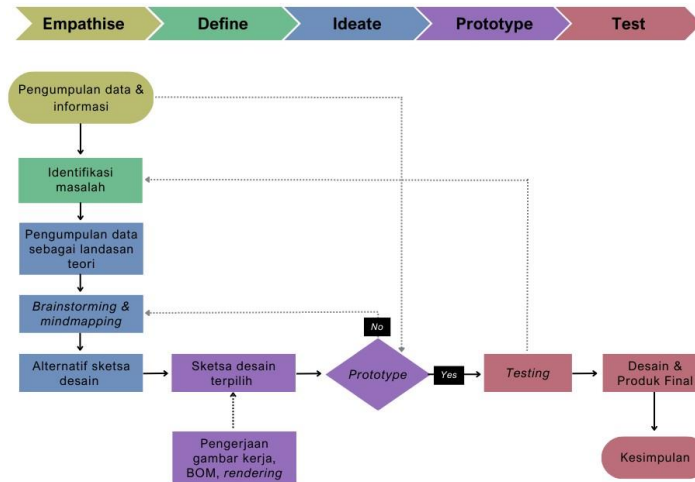 Empathise
Define
Ideate
Prototype
Test
Pengumpulan data &
informasi
Identifikasi
masalah
Pengumpulan data
sebagai landasan
teori
Brainstorming &
mindmapping
No
Alternatif sketsa
desain
Sketsa desain
terpilih
Prototype
Yes
Testing
Desain &
Produk Final
Pengerjaan
gambar kerja,
BOM, rendering
Kesimpulan